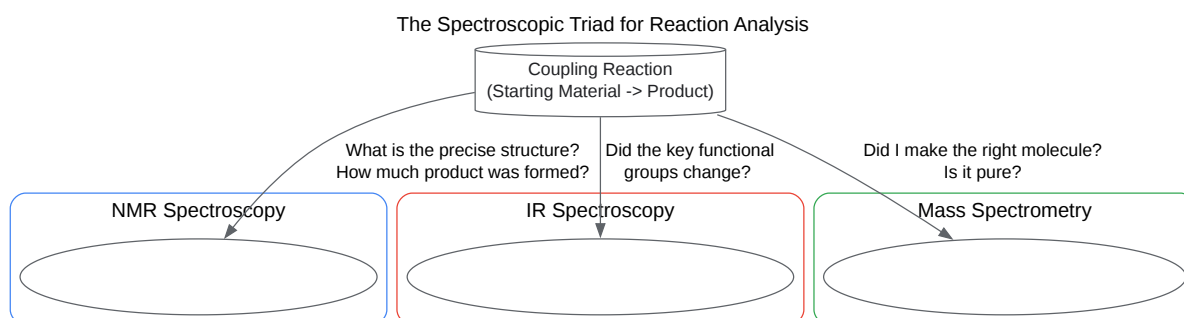 The Spectroscopic Triad for Reaction Analysis
Coupling Reaction
(Starting Material -> Product)
What is the precise structure?
How much product was formed?
Did the key functional
groups change?
Did I make the right molecule?
Is it pure?
NMR Spectroscopy
IR Spectroscopy
Mass Spectrometry